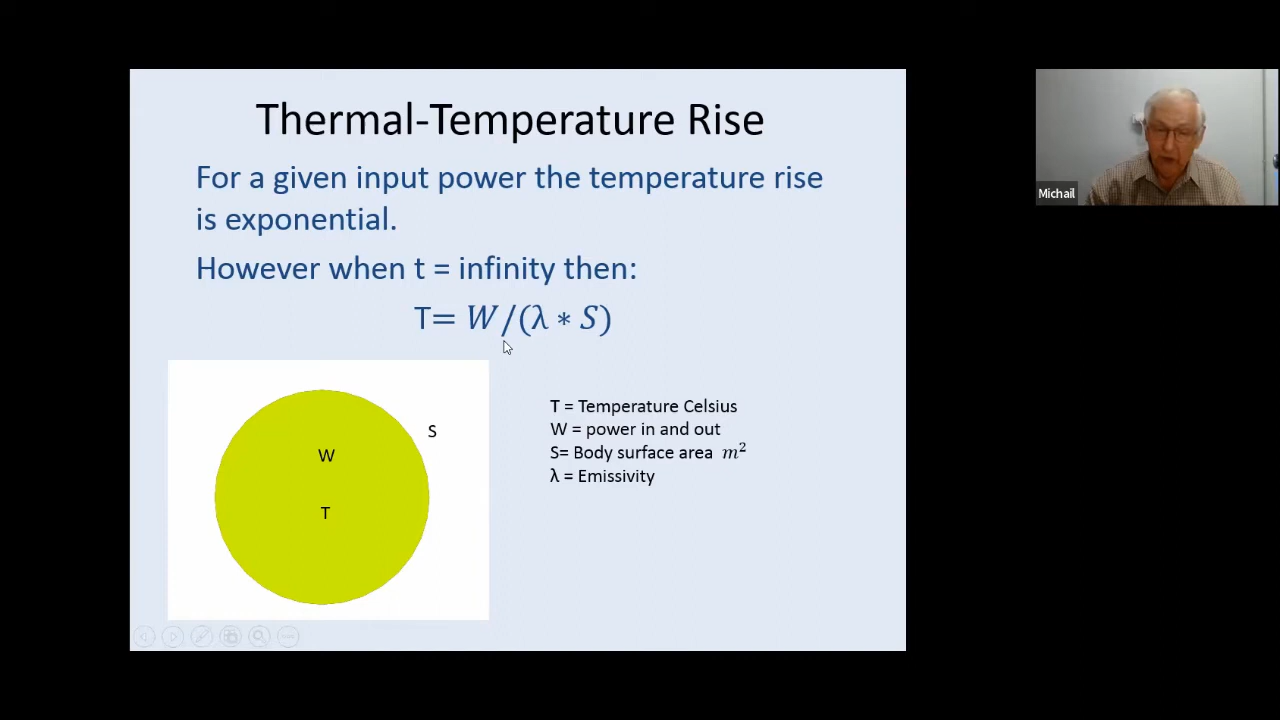 Thermal-Temperature Rise
For a given input power the temperature rise
is exponential.
However when t = infinity then:
T= W/(λ ∗ S)
S
W
T
T = Temperature Celsius
W = power in and out
S= Body surface area m²
λ = Emissivity
Michail